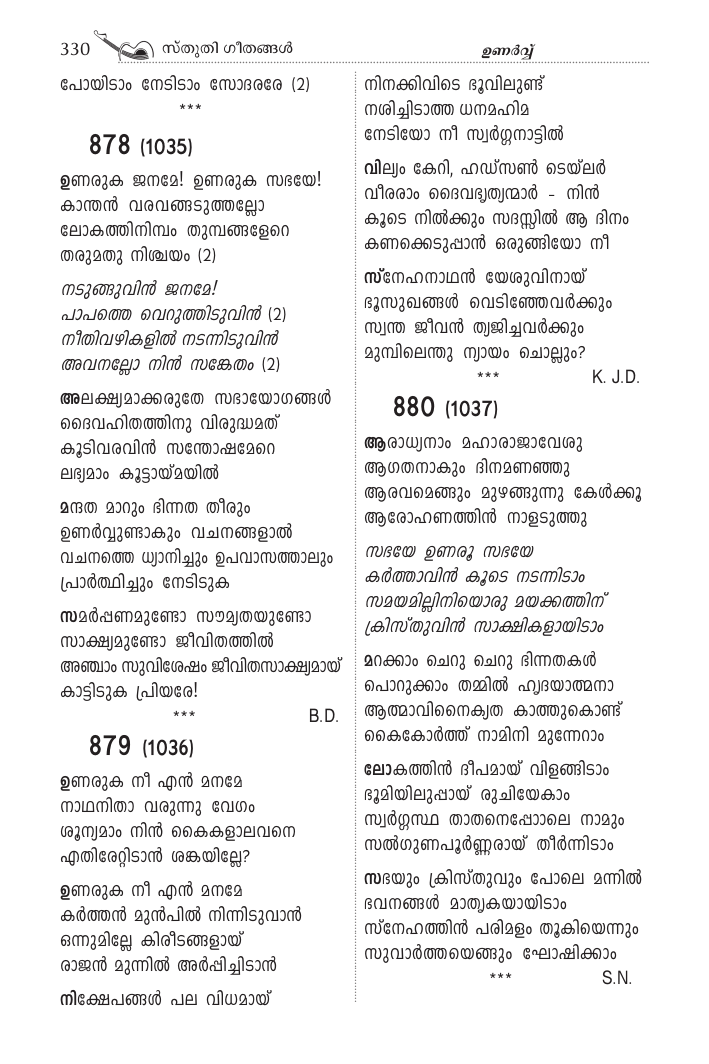 330 സ്തുതി ഗീതങ്ങൾ
ഉണർവ്വ്
പോയിടാം നേടിടാം സോദരരേ (2)
***
878 (1035)
ഉണരുക ജനമേ! ഉണരുക സഭയേ!
കാന്തൻ വരവങ്ങടുത്തല്ലോ
ലോകത്തിനിമ്പം തുമ്പങ്ങളേറെ
തരുമതു നിശ്ചയം (2)
നടുങ്ങുവിൻ ജനമേ!
പാപത്തെ വെറുത്തിടുവിൻ (2)
നീതിവഴികളിൽ നടന്നിടുവിൻ
അവനല്ലോ നിൻ സങ്കേതം (2)
അലക്ഷ്യമാക്കരുതേ സഭായോഗങ്ങൾ
ദൈവഹിതത്തിനു വിരുദ്ധമത്
കൂടിവരവിൻ സന്തോഷമേറെ
ലഭ്യമാം കൂട്ടായ്മയിൽ
മന്ദത മാറും ഭിന്നത തീരും
ഉണർവ്വുണ്ടാകും വചനങ്ങളാൽ
വചനത്തെ ധ്യാനിച്ചും ഉപവാസത്താലും
പ്രാർത്ഥിച്ചും നേടിടുക
സമർപ്പണമുണ്ടോ സൗമ്യതയുണ്ടോ
സാക്ഷ്യമുണ്ടോ ജീവിതത്തിൽ
അഞ്ചാം സുവിശേഷം ജീവിതസാക്ഷ്യമായ്
കാട്ടിടുക പ്രിയരേ!
*** B.D.
879 (1036)
ഉണരുക നീ എൻ മനമേ
നാഥനിതാ വരുന്നു വേഗം
ശൂന്യമാം നിൻ കൈകളാലവനെ
എതിരേറ്റിടാൻ ശങ്കയില്ലേ?
ഉണരുക നീ എൻ മനമേ
കർത്തൻ മുൻപിൽ നിന്നിടുവാൻ
ഒന്നുമില്ലേ കിരീടങ്ങളായ്
രാജൻ മുന്നിൽ അർപ്പിച്ചിടാൻ
നിക്ഷേപങ്ങൾ പല വിധമായ്
നിനക്കിവിടെ ഭൂവിലുണ്ട്
നശിച്ചിടാത്ത ധനമഹിമ
നേടിയോ നീ സ്വർഗ്ഗനാട്ടിൽ
വില്യം കേറി, ഹഡ്സൺ ടെയ്‌ലർ
വീരരാം ദൈവഭൃത്യന്മാർ - നിൻ
കൂടെ നിൽക്കും സദസ്സിൽ ആ ദിനം
കണക്കെടുപ്പാൻ ഒരുങ്ങിയോ നീ
സ്നേഹനാഥൻ യേശുവിനായ്
ഭൂസുഖങ്ങൾ വെടിഞ്ഞേവർക്കും
സ്വന്ത ജീവൻ ത്യജിച്ചവർക്കും
മുമ്പിലെന്തു ന്യായം ചൊല്ലും?
*** K. J.D.
880 (1037)
ആരാധ്യനാം മഹാരാജാവേശു
ആഗതനാകും ദിനമണഞ്ഞു
ആരവമെങ്ങും മുഴങ്ങുന്നു കേൾക്കൂ
ആരോഹണത്തിൻ നാളടുത്തു
സഭയേ ഉണരൂ സഭയേ
കർത്താവിൻ കൂടെ നടന്നിടാം
സമയമില്ലിനിയൊരു മയക്കത്തിന്
ക്രിസ്തുവിൻ സാക്ഷികളായിടാം
മറക്കാം ചെറു ചെറു ഭിന്നതകൾ
പൊറുക്കാം തമ്മിൽ ഹൃദയാത്മനാ
ആത്മാവിനൈക്യത കാത്തുകൊണ്ട്
കൈകോർത്ത് നാമിനി മുന്നേറാം
ലോകത്തിൻ ദീപമായ് വിളങ്ങിടാം
ഭൂമിയിലുപ്പായ് രുചിയേകാം
സ്വർഗ്ഗസ്ഥ താതനെപ്പോാലെ നാമും
സൽഗുണപൂർണ്ണരായ് തീർന്നിടാം
സഭയും ക്രിസ്തുവും പോലെ മന്നിൽ
ഭവനങ്ങൾ മാതൃകയായിടാം
സ്നേഹത്തിൻ പരിമളം തൂകിയെന്നും
സുവാർത്തയെങ്ങും ഘോഷിക്കാം
*** S.N.